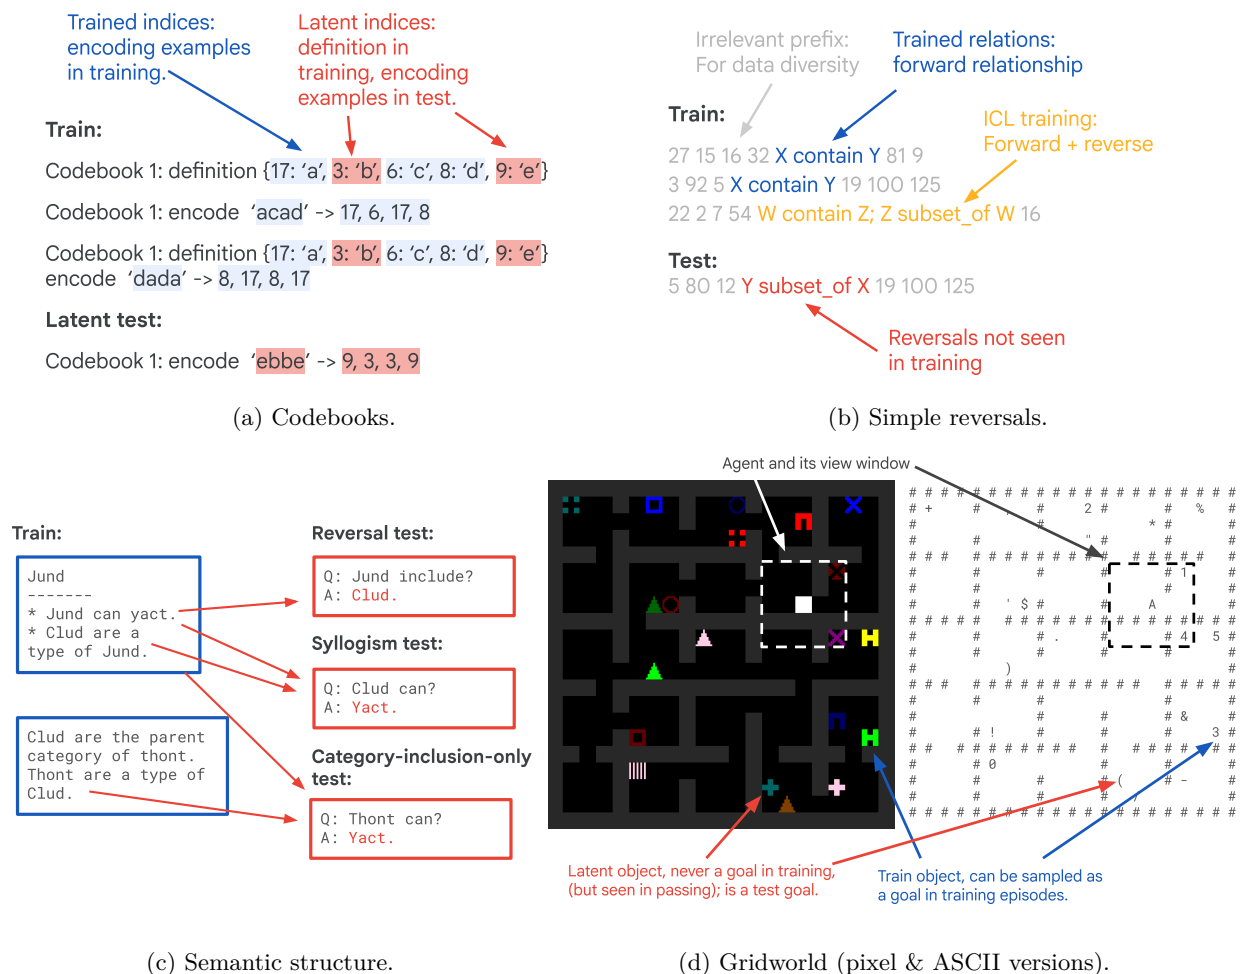 Trained indices:
encoding examples
in training.
Latent indices:
definition in
training, encoding
examples in test.
Train:
Codebook 1: definition {17: ‘a’, 3: ‘b’, 6: ‘c’, 8: ‘d’, 9: ‘e’}
Codebook 1: encode ‘acad’ -> 17, 6, 17, 8
Codebook 1: definition {17: ‘a’, 3: ‘b’, 6: ‘c’, 8: ‘d’, 9: ‘e’}
encode ‘dada’ -> 8, 17, 8, 17
Latent test:
Codebook 1: encode ‘ebbe’ -> 9, 3, 3, 9
(a) Codebooks.
Irrelevant prefix:
For data diversity
Trained relations:
forward relationship
Train:
ICL training:
Forward + reverse
27 15 16 32 X contain Y 81 9
3 92 5 X contain Y 19 100 125
22 2 7 54 W contain Z; Z subset_of W 16
Test:
5 80 12 Y subset_of X 19 100 125
Reversals not seen
in training
(b) Simple reversals.
Train:
Jund
-------
* Jund can yact.
* Clud are a
type of Jund.
Clud are the parent
category of thont.
Thont are a type of
Clud.
Reversal test:
Q: Jund include?
A: Clud.
Syllogism test:
Q: Clud can?
A: Yact.
Category-inclusion-only
test:
Q: Thont can?
A: Yact.
(c) Semantic structure.
Agent and its view window
Latent object, never a goal in training,
(but seen in passing); is a test goal.
Train object, can be sampled as
a goal in training episodes.
(d) Gridworld (pixel & ASCII versions).